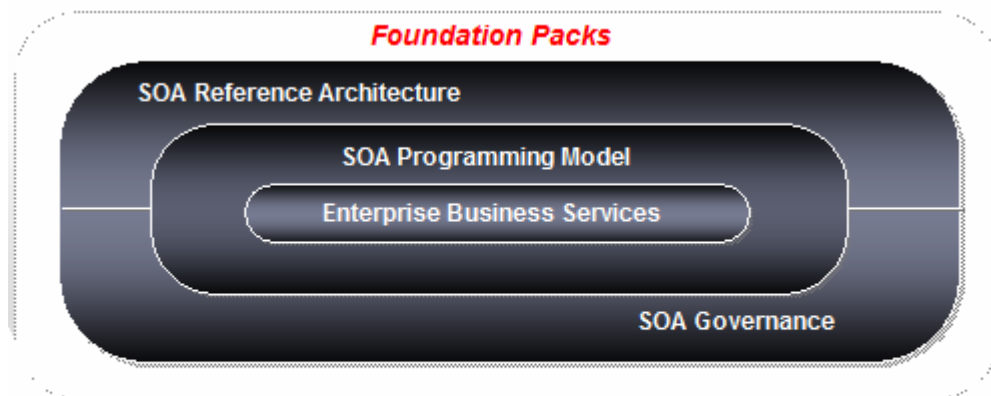 Foundation Packs
SOA Reference Architecture
SOA Programming Model
Enterprise Business Services
SOA Governance